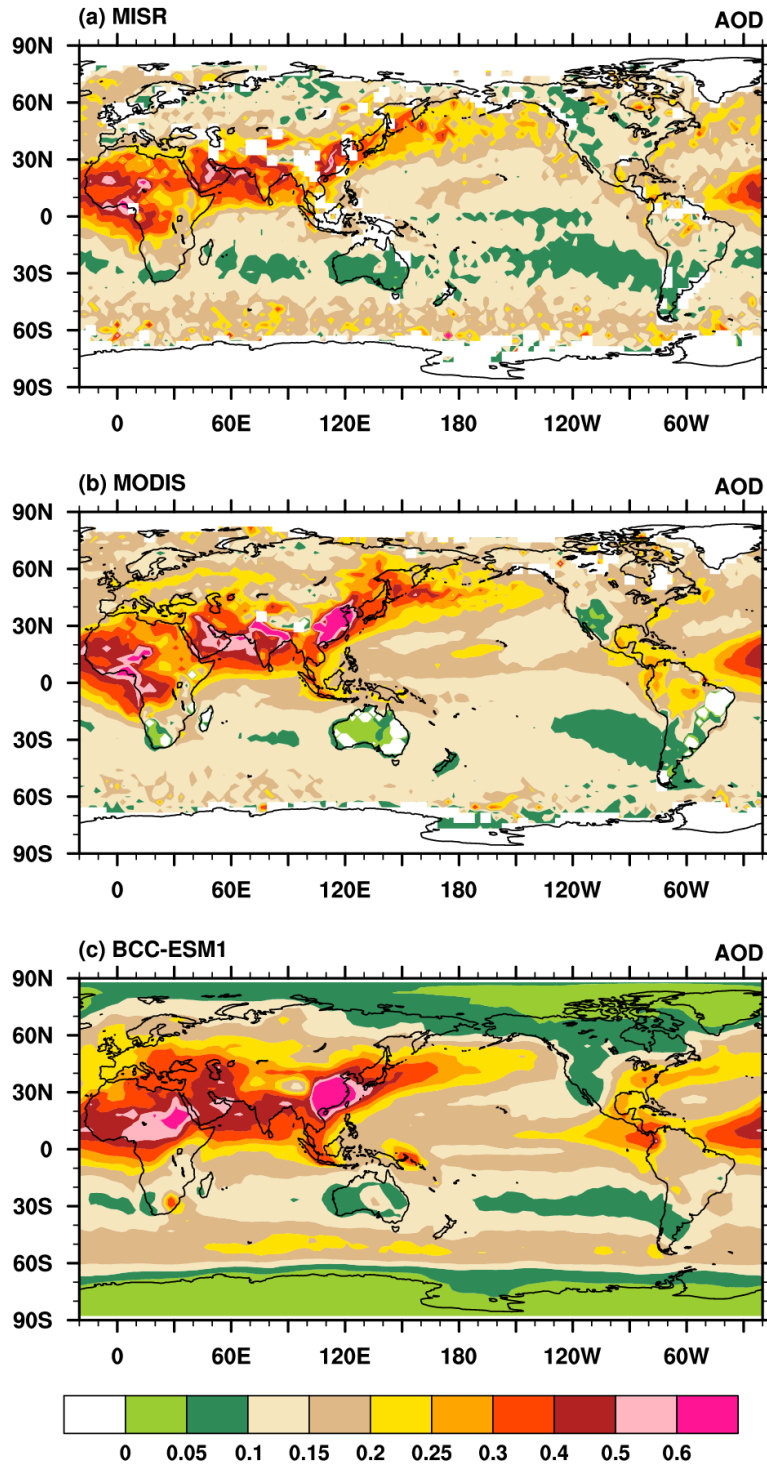 (a) MISR AOD
90N
60N
30N
0
30S
60S
90S
0 60E 120E 180 120W 60W
(b) MODIS AOD
90N
60N
30N
0
30S
60S
90S
0 60E 120E 180 120W 60W
(c) BCC-ESM1 AOD
90N
60N
30N
0
30S
60S
90S
0 60E 120E 180 120W 60W
0 0.05 0.1 0.15 0.2 0.25 0.3 0.4 0.5 0.6